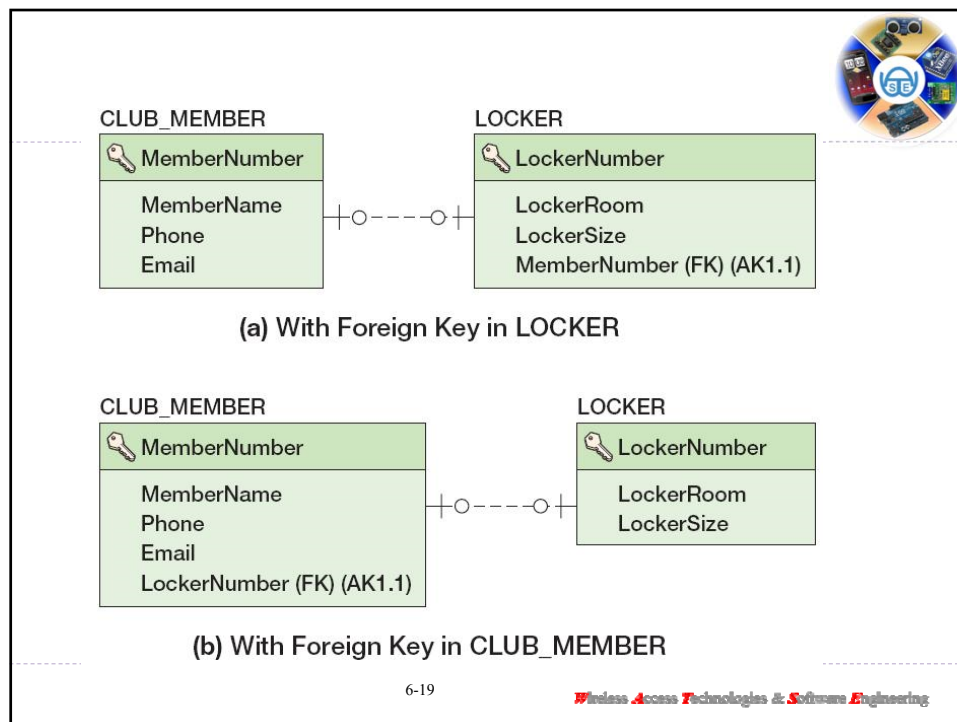 CLUB_MEMBER
MemberNumber
MemberName
Phone
Email
LOCKER
LockerNumber
LockerRoom
LockerSize
MemberNumber (FK) (AK1.1)
(a) With Foreign Key in LOCKER
CLUB_MEMBER
MemberNumber
MemberName
Phone
Email
LockerNumber (FK) (AK1.1)
LOCKER
LockerNumber
LockerRoom
LockerSize
(b) With Foreign Key in CLUB_MEMBER
6-19
Wireless Access Technologies & Software Engineering